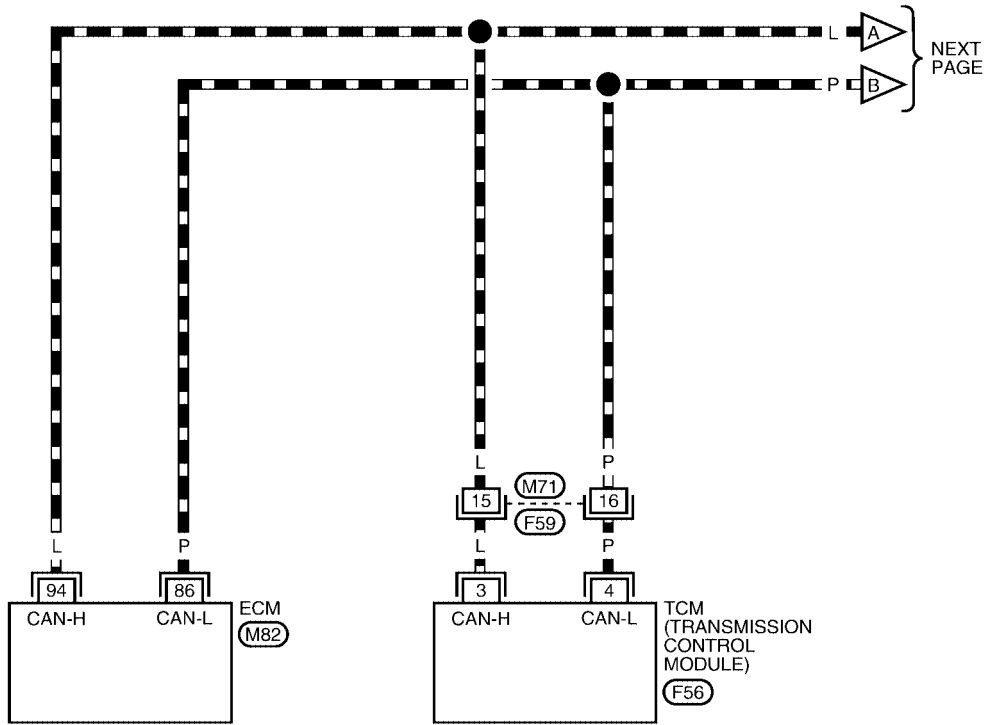 L A
NEXT
PAGE
P B
L P
M71
15 16
F59
L P L P
94 86 3 4
CAN-H CAN-L CAN-H CAN-L
ECM
M82
TCM
(TRANSMISSION
CONTROL
MODULE)
F56